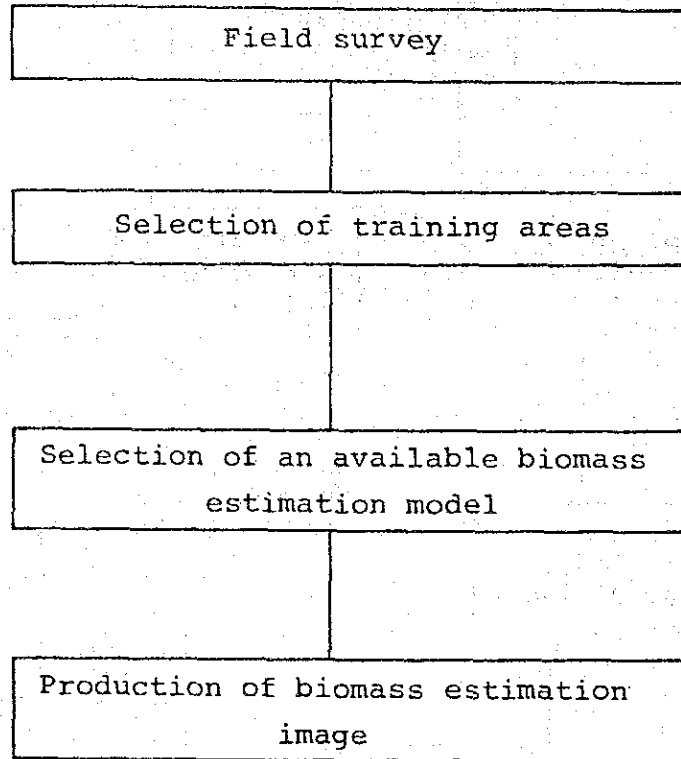 Field survey
Selection of training areas
Selection of an available biomass
estimation model
Production of biomass estimation
image